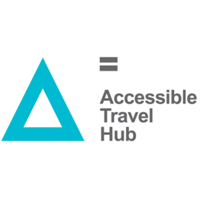 =
Accessible
Travel
Hub